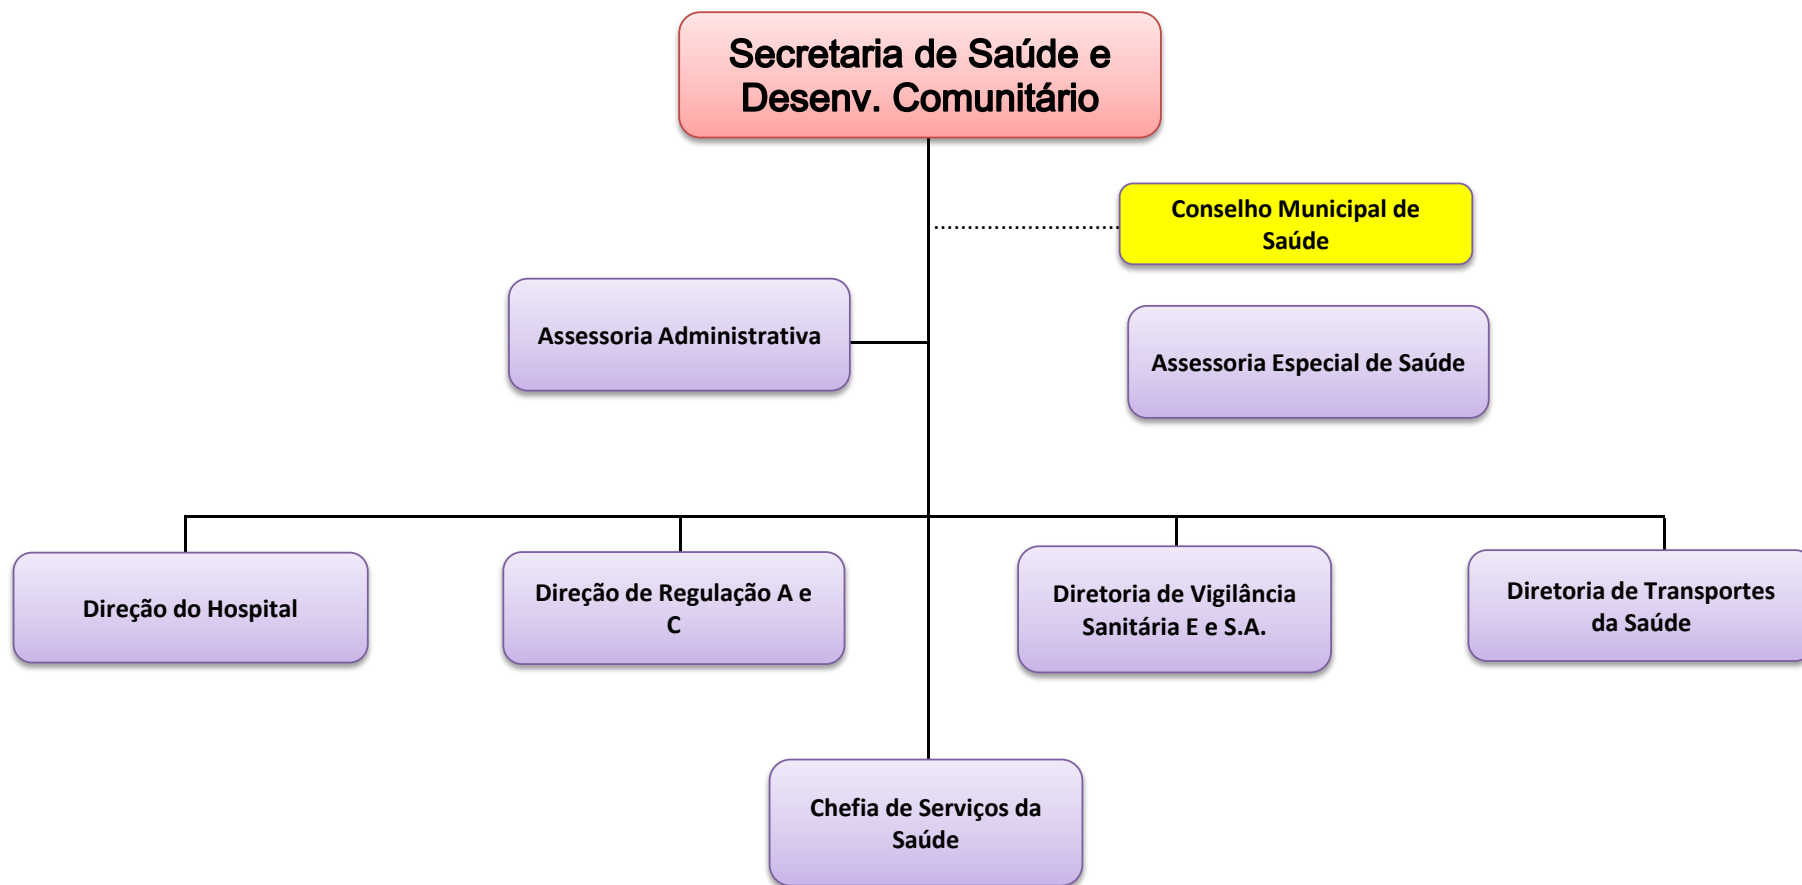 Secretaria de Saúde e
Desenv. Comunitário
Conselho Municipal de
Saúde
Assessoria Administrativa
Assessoria Especial de Saúde
Direção do Hospital
Direção de Regulação A e
C
Diretoria de Vigilância
Sanitária E e S.A.
Diretoria de Transportes
da Saúde
Chefia de Serviços da
Saúde